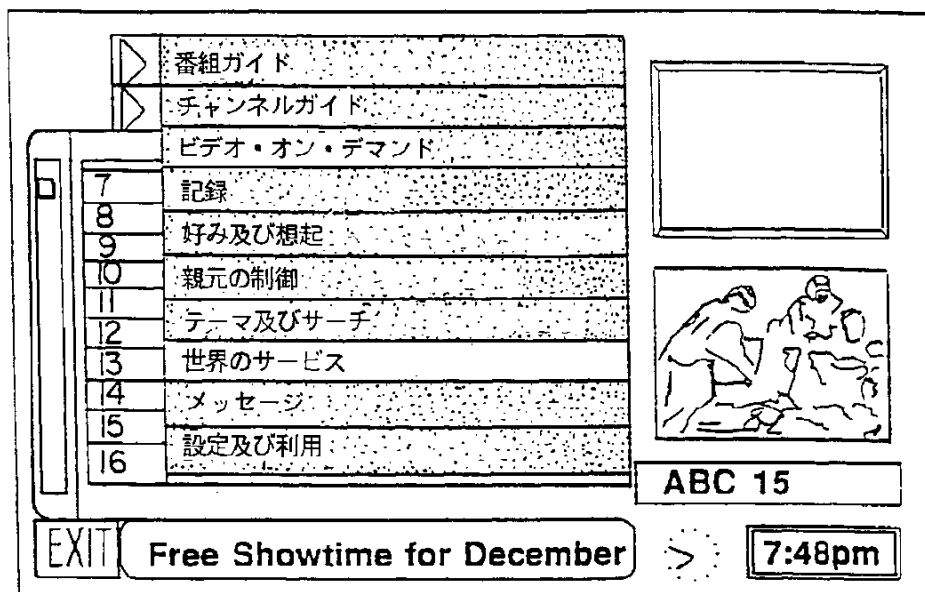 番組ガイド
チャンネルガイド
ビデオ・オン・デマンド
7
記録
8
好み及び想起
9
10
親元の制御
11
テーマ及びサーチ
12
13
世界のサービス
14
メッセージ
15
設定及び利用
16
ABC 15
EXIT
Free Showtime for December
7:48pm